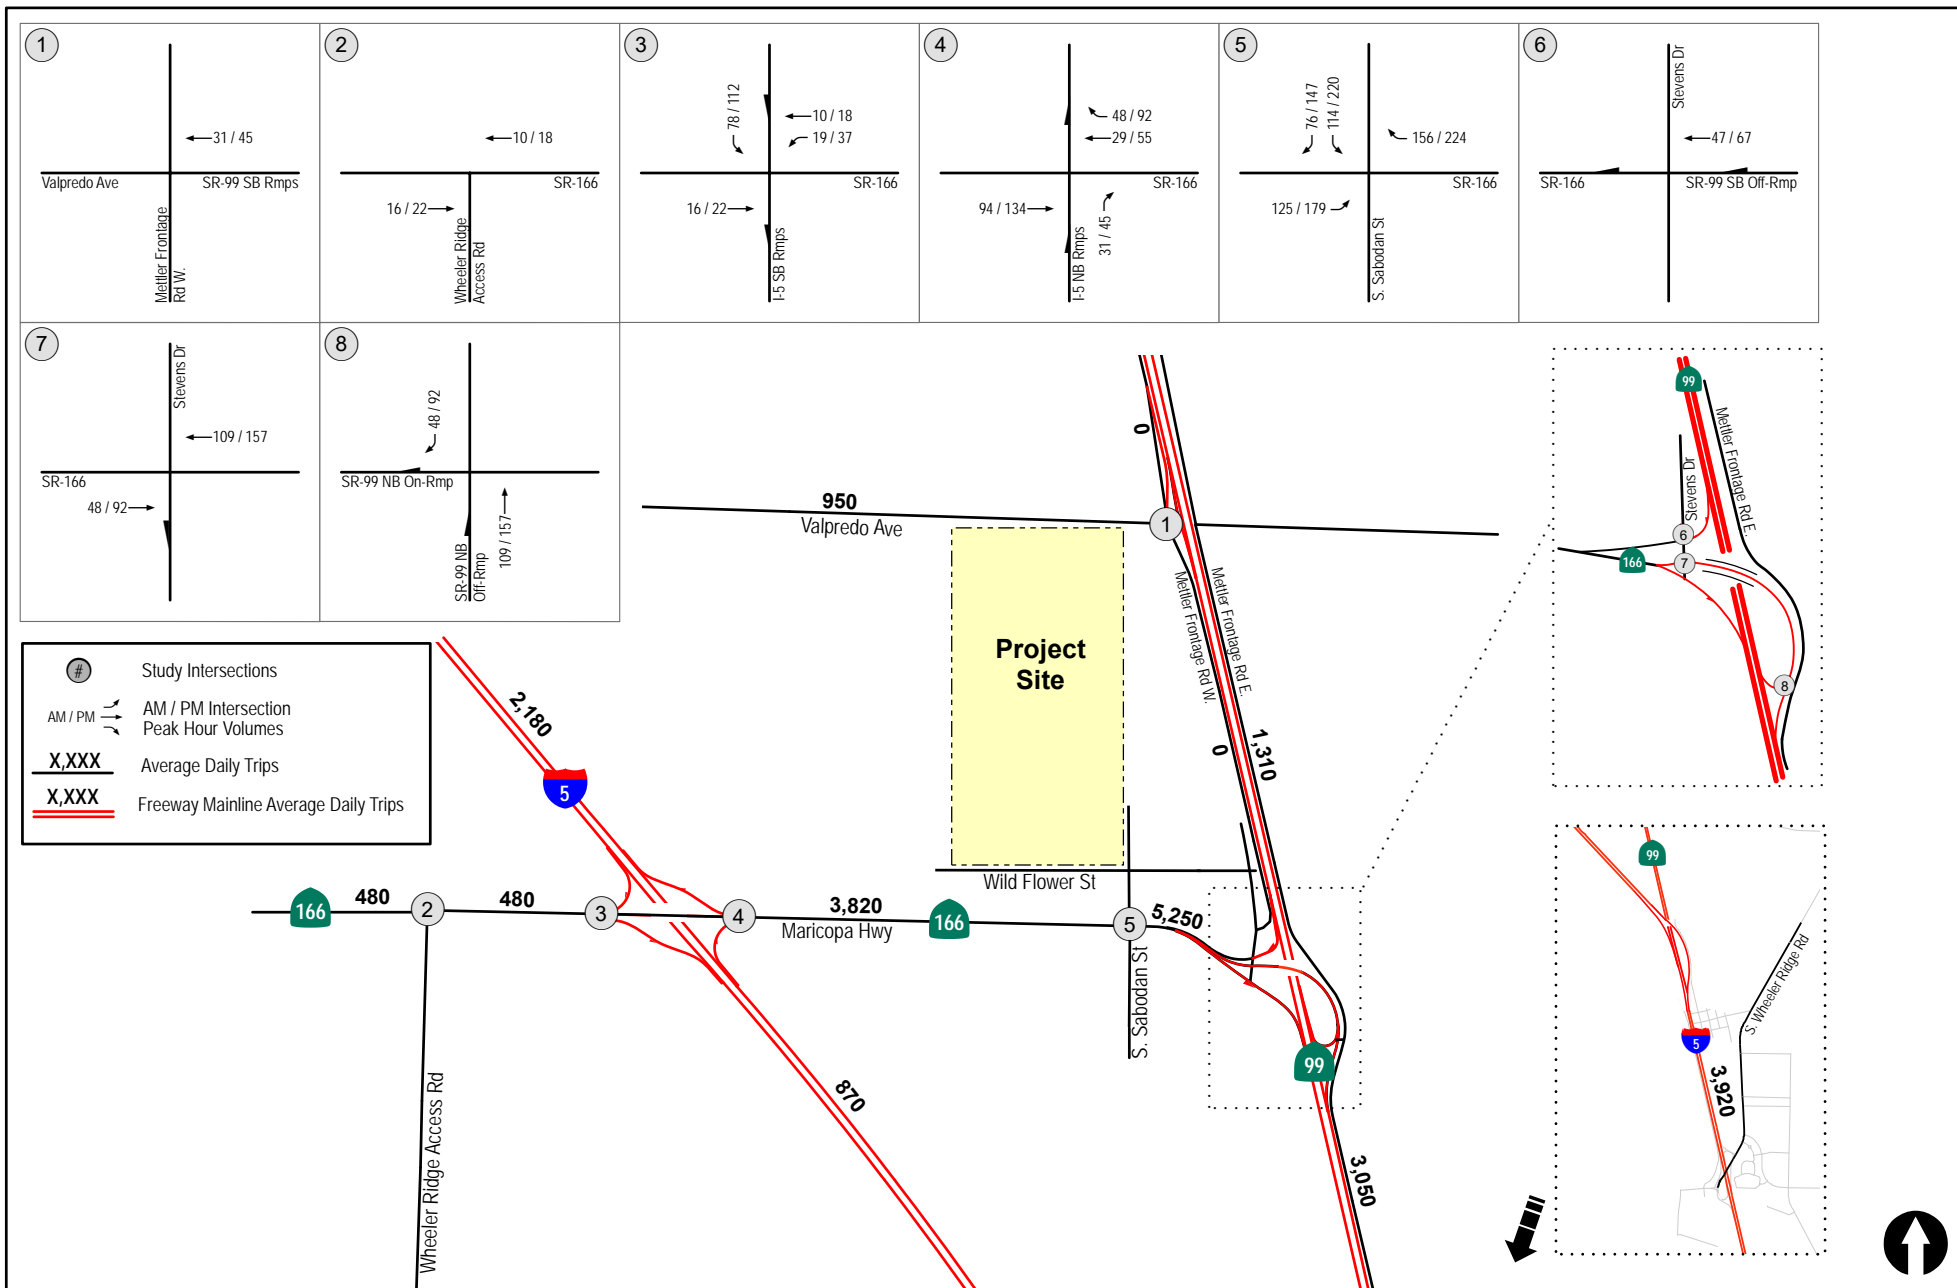 1
31 / 45
Valpredo Ave
SR-99 SB Rmps
Mettler Frontage
Rd W.
2
10 / 18
SR-166
16 / 22
Wheeler Ridge
Access Rd
3
78 / 112
10 / 18
19 / 37
SR-166
16 / 22
I-5 SB Rmps
4
48 / 92
29 / 55
SR-166
94 / 134
31 / 45
I-5 NB Rmps
5
76 / 147
114 / 220
156 / 224
SR-166
125 / 179
S. Sabodan St
6
Stevens Dr
47 / 67
SR-166
SR-99 SB Off-Rmp
7
Stevens Dr
109 / 157
SR-166
48 / 92
8
48 / 92
SR-99 NB On-Rmp
SR-99 NB
Off-Rmp
109 / 157
#
Study Intersections
AM / PM
AM / PM Intersection
Peak Hour Volumes
X,XXX
Average Daily Trips
X,XXX
Freeway Mainline Average Daily Trips
0
950
Valpredo Ave
1
Mettler Frontage Rd W.
Mettler Frontage Rd E.
Project
Site
0
1,310
2,180
5
Wild Flower St
166
480
2
480
3
4
3,820
Maricopa Hwy
166
5
5,250
S. Sabodan St
99
870
3,050
Wheeler Ridge Access Rd
99
Mettler Frontage Rd E.
Stevens Dr
6
166
7
8
99
S. Wheeler Ridge Rd
5
3,920